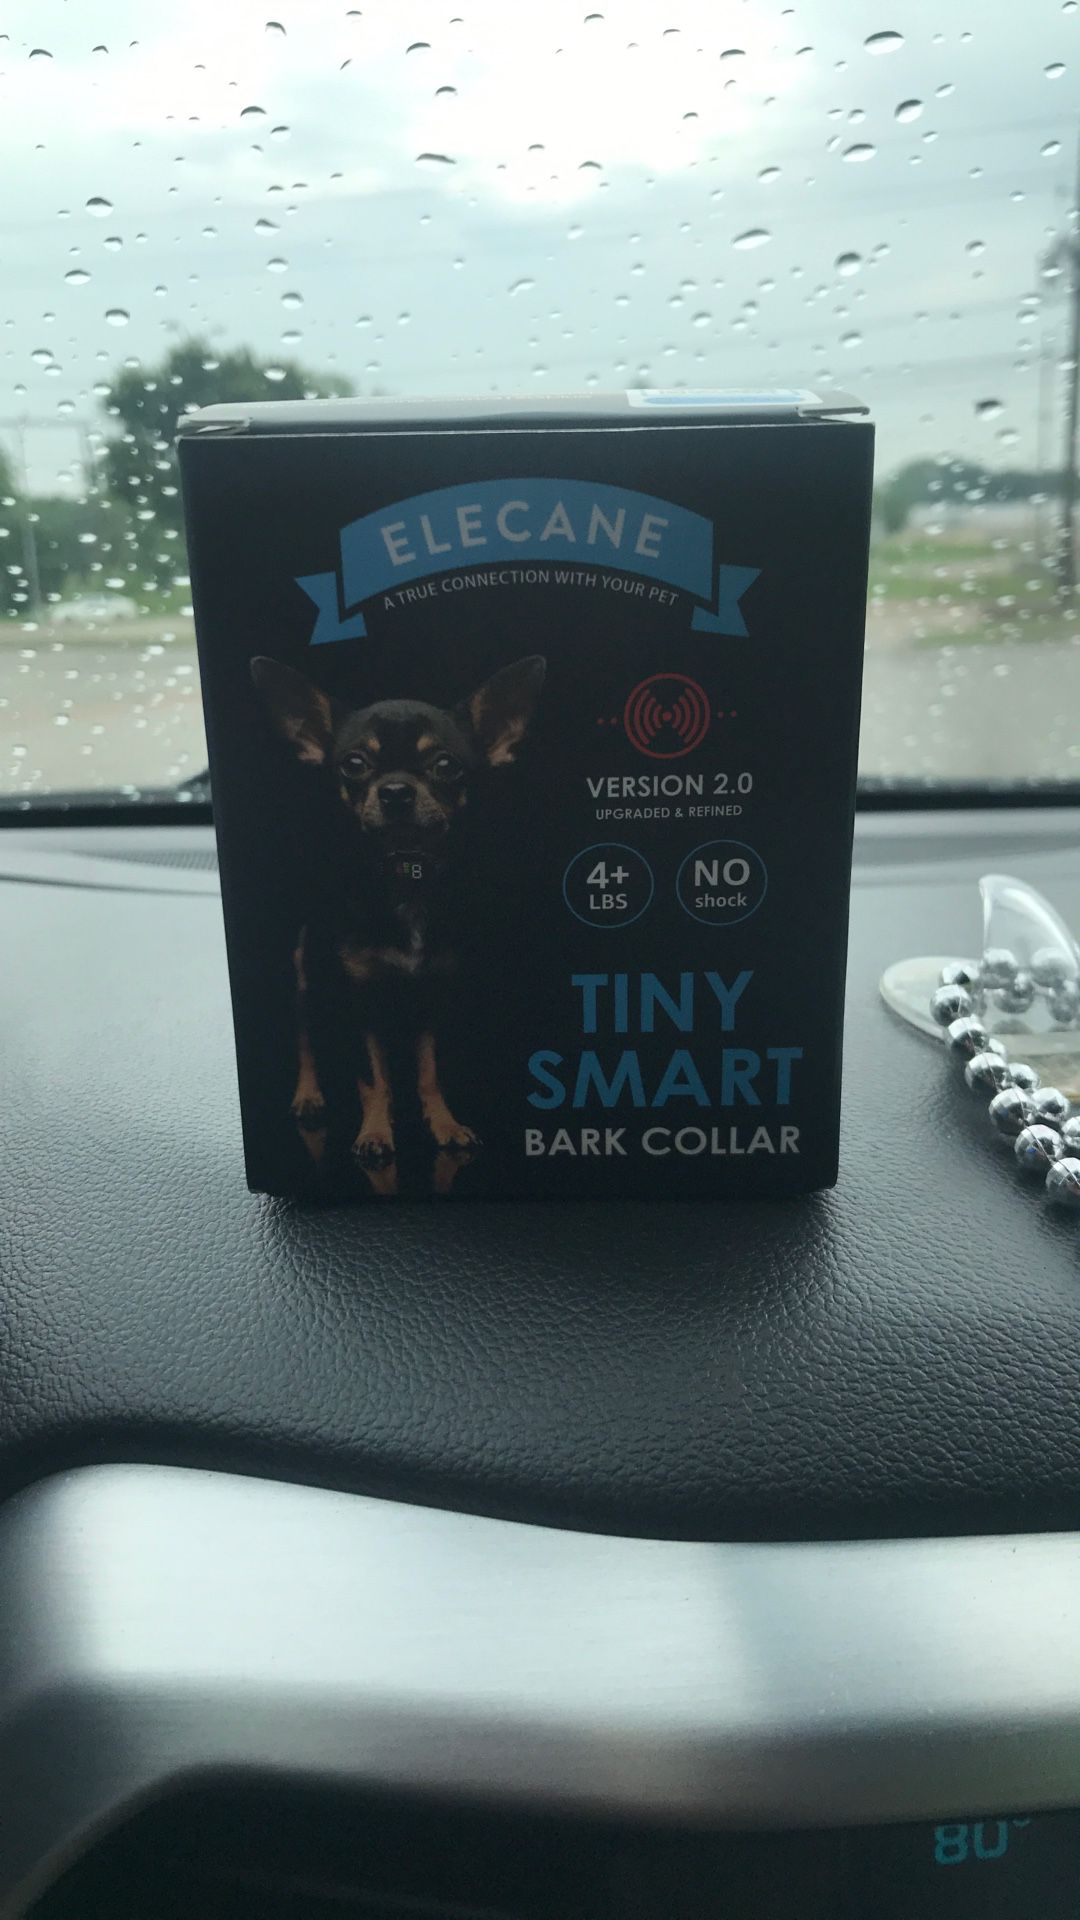 ELECANE
A TRUE CONNECTION WITH YOUR PET
VERSION 2.0
UPGRADED & REFINED
4+
LBS
NO
shock
TINY
SMART
BARK COLLAR
80°